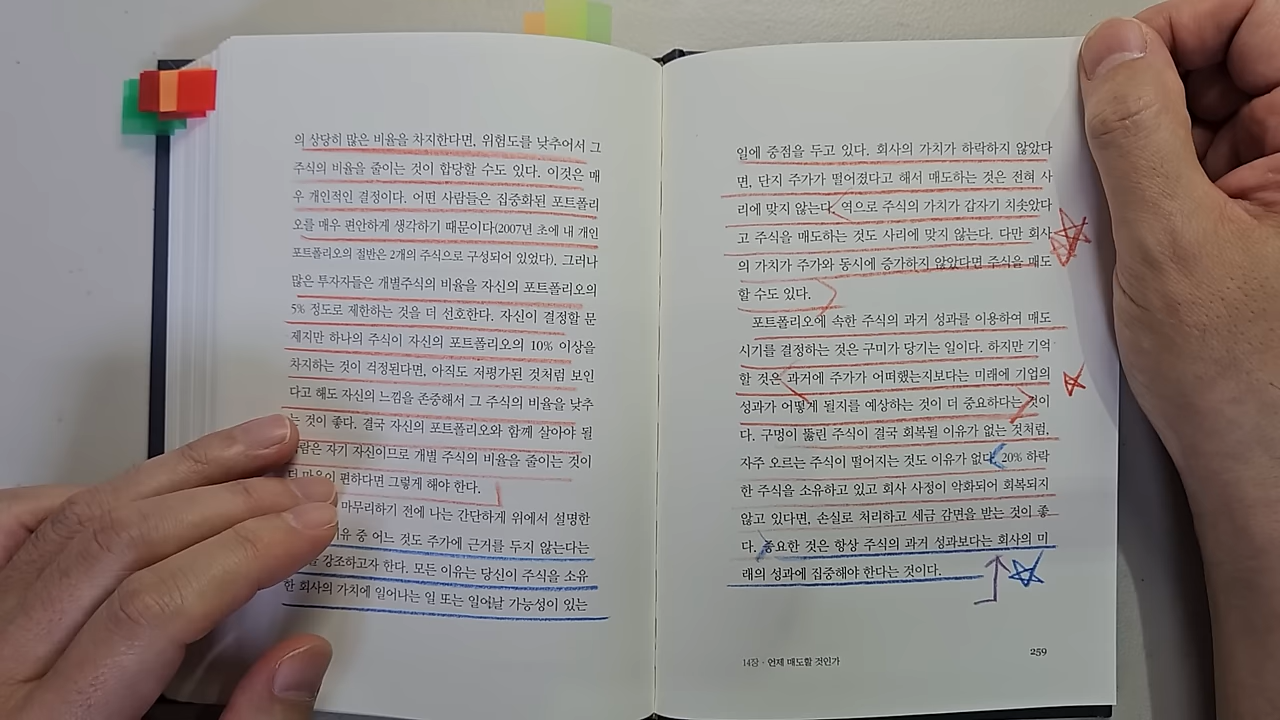 의 상당히 많은 비율을 차지한다면, 위험도를 낮추어서 그
주식의 비율을 줄이는 것이 합당할 수도 있다. 이것은 매
우 개인적인 결정이다. 어떤 사람들은 집중화된 포트폴리
오를 매우 편안하게 생각하기 때문이다(2007년 초에 내 개인
포트폴리오의 절반은 2개의 주식으로 구성되어 있었다). 그러나
많은 투자자들은 개별주식의 비율을 자신의 포트폴리오의
5% 정도로 제한하는 것을 더 선호한다. 자신이 결정할 문
제지만 하나의 주식이 자신의 포트폴리오의 10% 이상을
차지하는 것이 걱정된다면, 아직도 저평가된 것처럼 보인
다고 해도 자신의 느낌을 존중해서 그 주식의 비율을 낮추
는 것이 좋다. 결국 자신의 포트폴리오와 함께 살아야 될
사람은 자기 자신이므로 개별 주식의 비율을 줄이는 것이
더 마음이 편하다면 그렇게 해야 한다.
마무리하기 전에 나는 간단하게 위에서 설명한
이유 중 어느 것도 주가에 근거를 두지 않는다는
강조하고자 한다. 모든 이유는 당신이 주식을 소유
한 회사의 가치에 일어나는 일 또는 일어날 가능성이 있는
일에 중점을 두고 있다. 회사의 가치가 하락하지 않았다
면, 단지 주가가 떨어졌다고 해서 매도하는 것은 전혀 사
리에 맞지 않는다. 역으로 주식의 가치가 갑자기 치솟았다
고 주식을 매도하는 것도 사리에 맞지 않는다. 다만 회사
의 가치가 주가와 동시에 증가하지 않았다면 주식을 매도
할 수도 있다.
포트폴리오에 속한 주식의 과거 성과를 이용하여 매도
시기를 결정하는 것은 구미가 당기는 일이다. 하지만 기억
할 것은 과거에 주가가 어떠했는지보다는 미래에 기업의
성과가 어떻게 될지를 예상하는 것이 더 중요하다는 것이
다. 구멍이 뚫린 주식이 결국 회복될 이유가 없는 것처럼,
자주 오르는 주식이 떨어지는 것도 이유가 없다. 20% 하락
한 주식을 소유하고 있고 회사 사정이 악화되어 회복되지
않고 있다면, 손실로 처리하고 세금 감면을 받는 것이 좋
다. 중요한 것은 항상 주식의 과거 성과보다는 회사의 미
래의 성과에 집중해야 한다는 것이다.
14장 · 언제 매도할 것인가
259